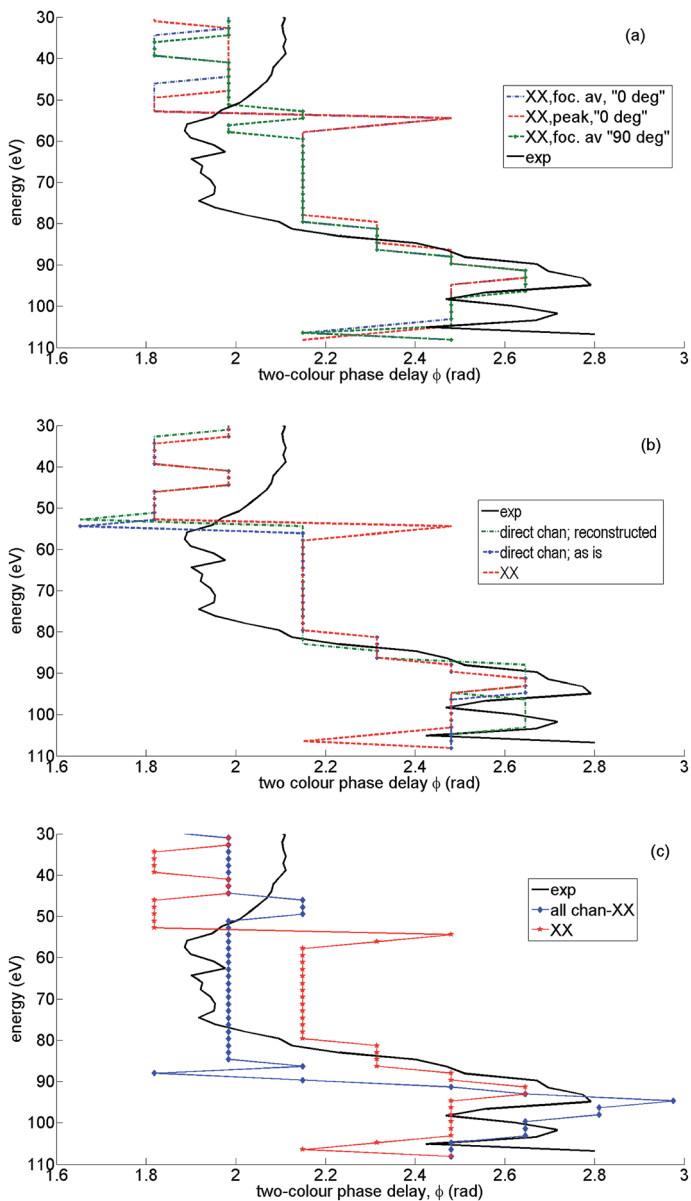 30
40
50
60
70
80
90
100
110
energy (eV)
(a)
XX,foc. av, "0 deg"
XX,peak,"0 deg"
XX,foc. av "90 deg"
exp
1.6 1.8 2 2.2 2.4 2.6 2.8 3
two-colour phase delay ϕ (rad)
30
40
50
60
70
80
90
100
110
energy (eV)
(b)
exp
direct chan; reconstructed
direct chan; as is
XX
1.6 1.8 2 2.2 2.4 2.6 2.8 3
two colour phase delay ϕ (rad)
30
40
50
60
70
80
90
100
110
energy (eV)
(c)
exp
all chan-XX
XX
1.6 1.8 2 2.2 2.4 2.6 2.8 3
two-colour phase delay, ϕ (rad)